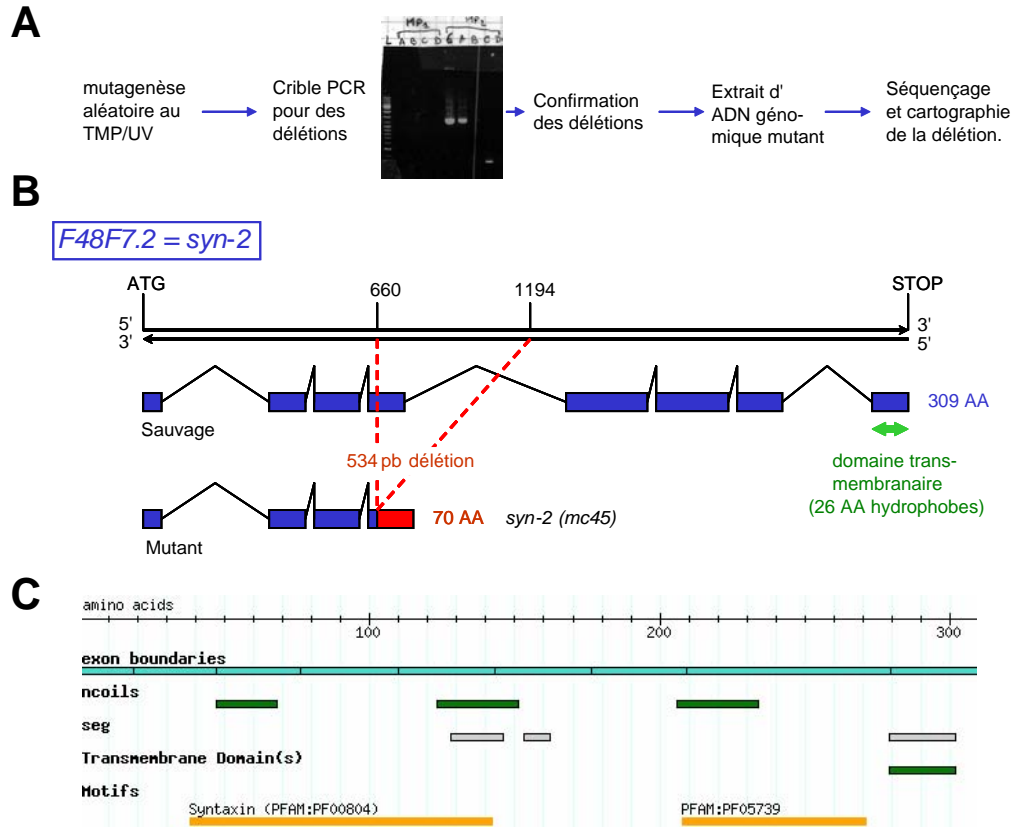 A
mutagenèse
aléatoire au
TMP/UV
Crible PCR
pour des
délétions
MP1
MP2
L A B C D
Confirmation
des délétions
Extrait d'
ADN géno-
mique mutant
Séquençage
et cartographie
de la délétion.
B
F48F7.2 = syn-2
ATG
660
1194
STOP
5'
3'
3'
5'
309 AA
Sauvage
534 pb délétion
domaine trans-
membranaire
(26 AA hydrophobes)
70 AA
syn-2 (mc45)
Mutant
C
amino acids
100
200
300
exon boundaries
ncoils
seg
Transmembrane Domain(s)
Motifs
Syntaxin (PFAM:PF00804)
PFAM:PF05739